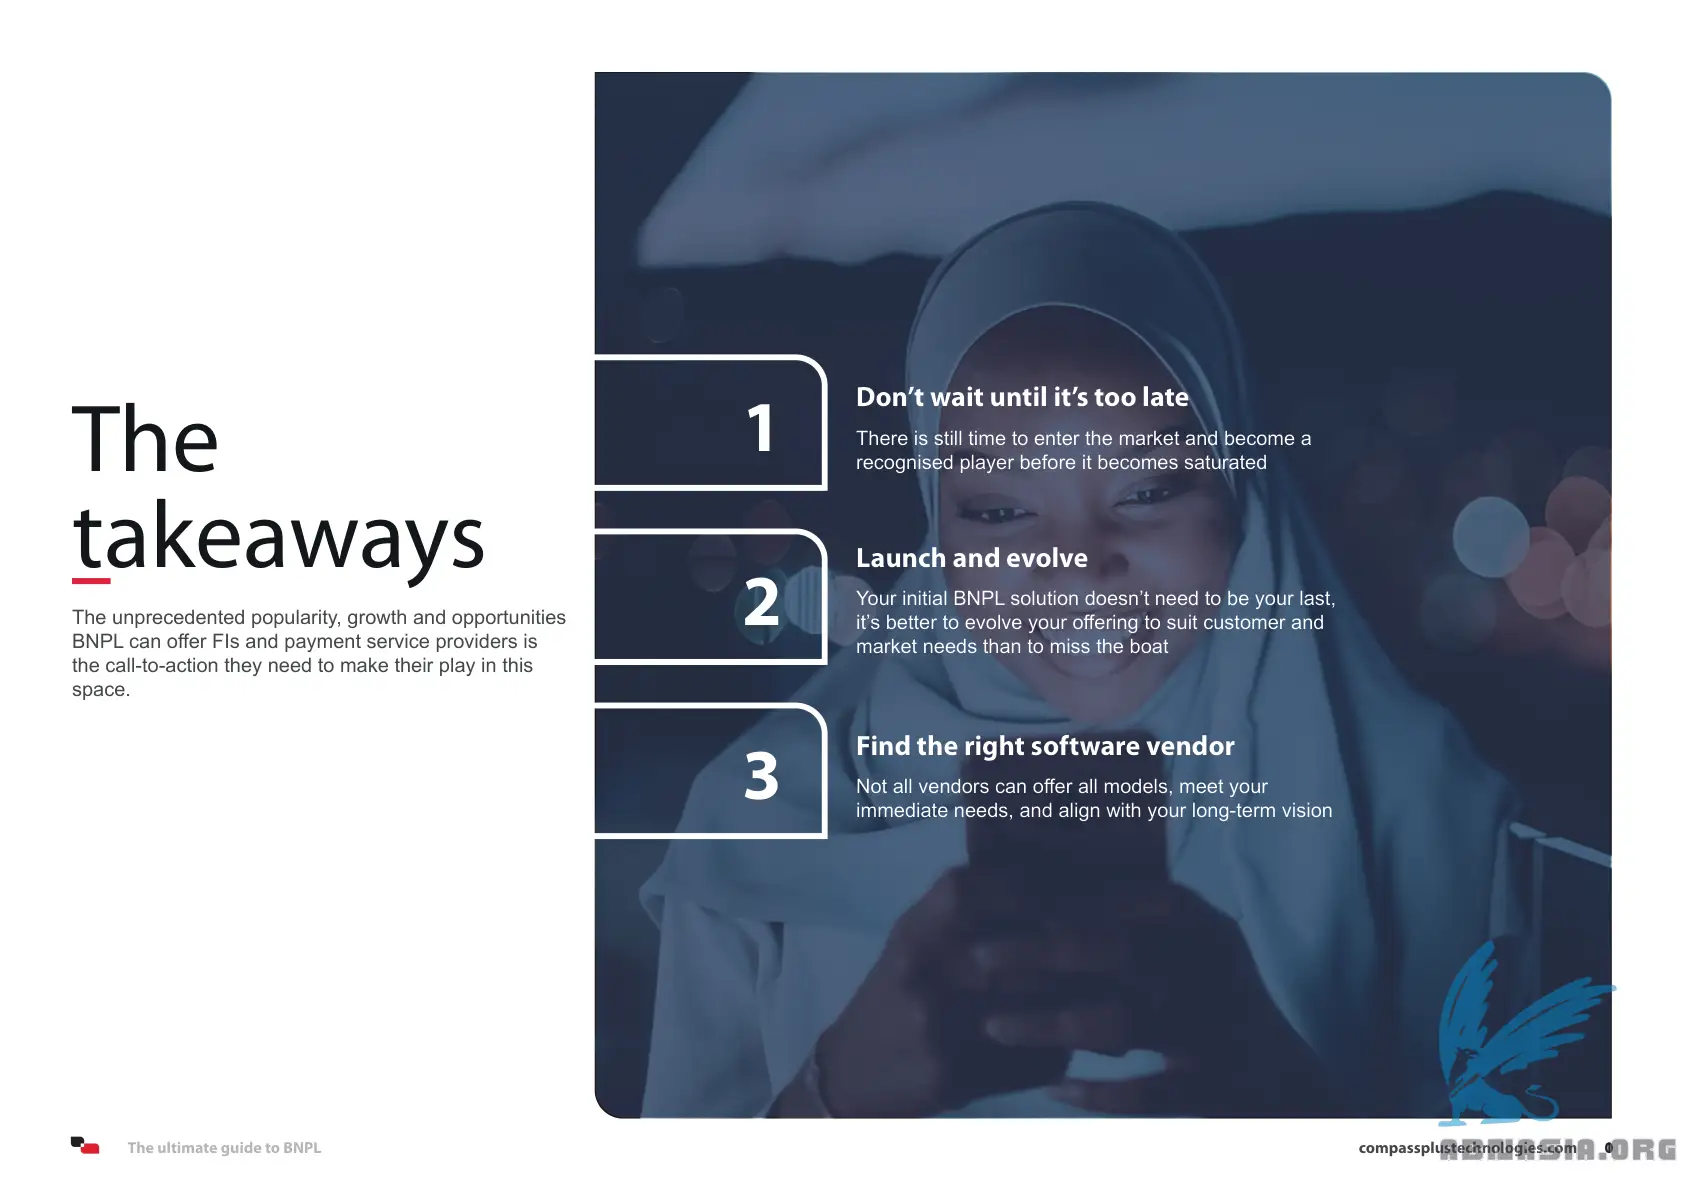 The
takeaways
The unprecedented popularity, growth and opportunities
BNPL can offer FIs and payment service providers is
the call-to-action they need to make their play in this
space.
1
Don’t wait until it’s too late
There is still time to enter the market and become a
recognised player before it becomes saturated
2
Launch and evolve
Your initial BNPL solution doesn’t need to be your last,
it’s better to evolve your offering to suit customer and
market needs than to miss the boat
3
Find the right software vendor
Not all vendors can offer all models, meet your
immediate needs, and align with your long-term vision
The ultimate guide to BNPL
compassplustechnologies.com
ABNASIA.ORG